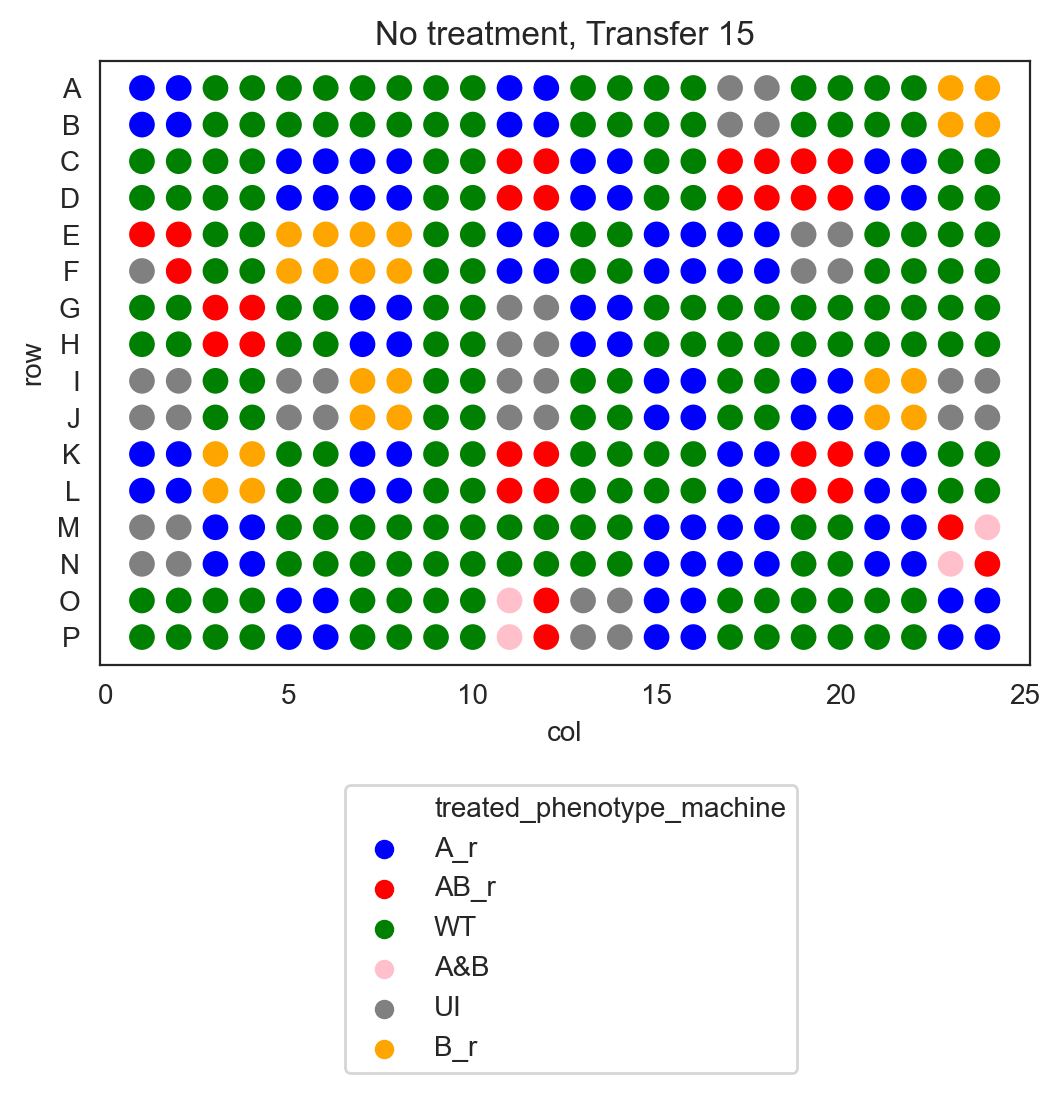 No treatment, Transfer 15
A
B
C
D
E
F
G
H
I
J
K
L
M
N
O
P
row
0 5 10 15 20 25
col
treated_phenotype_machine
A_r
AB_r
WT
A&B
UI
B_r